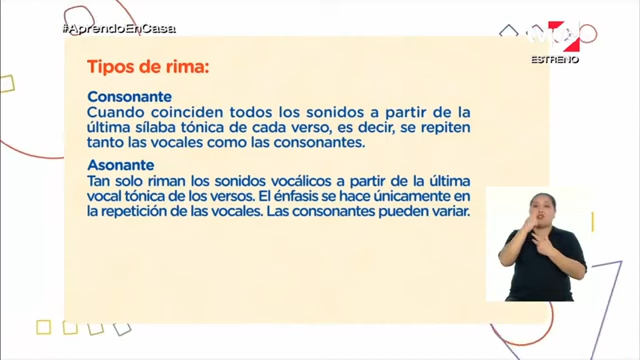 #AprendoEnCasa
ESTRENO
Tipos de rima:
Consonante
Cuando coinciden todos los sonidos a partir de la
última sílaba tónica de cada verso, es decir, se repiten
tanto las vocales como las consonantes.
Asonante
Tan solo riman los sonidos vocálicos a partir de la última
vocal tónica de los versos. El énfasis se hace únicamente en
la repetición de las vocales. Las consonantes pueden variar.